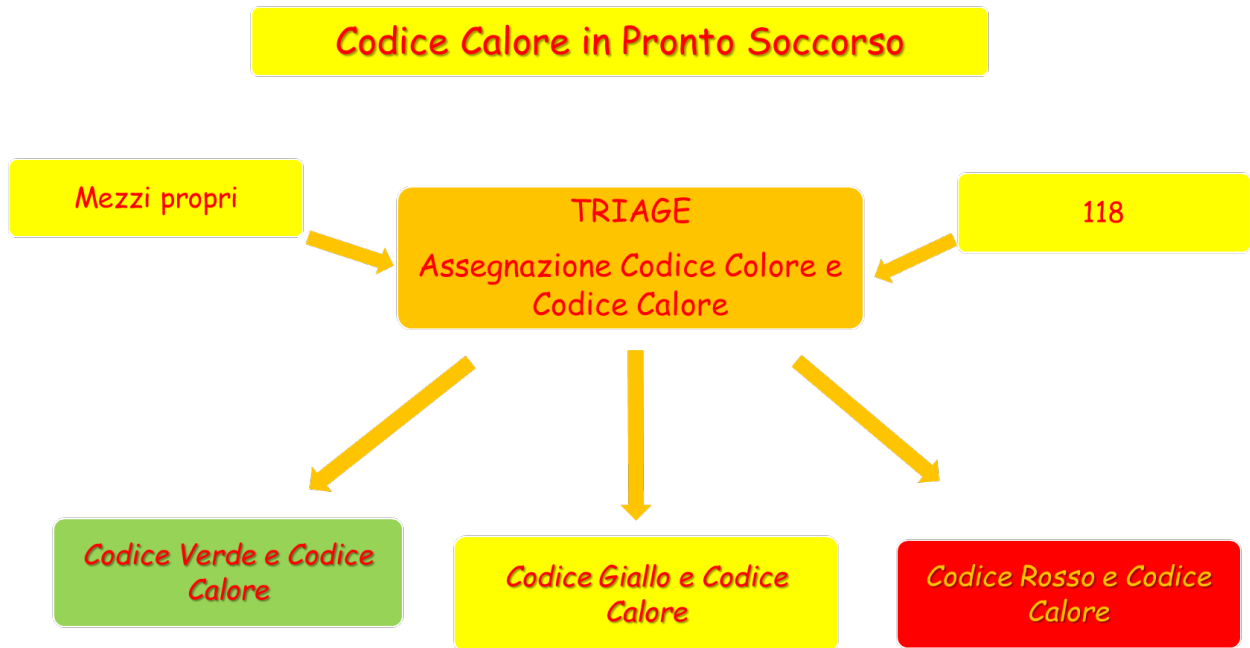 Codice Calore in Pronto Soccorso
Mezzi propri
118
TRIAGE
Assegnazione Codice Colore e
Codice Calore
Codice Verde e Codice
Calore
Codice Giallo e Codice
Calore
Codice Rosso e Codice
Calore